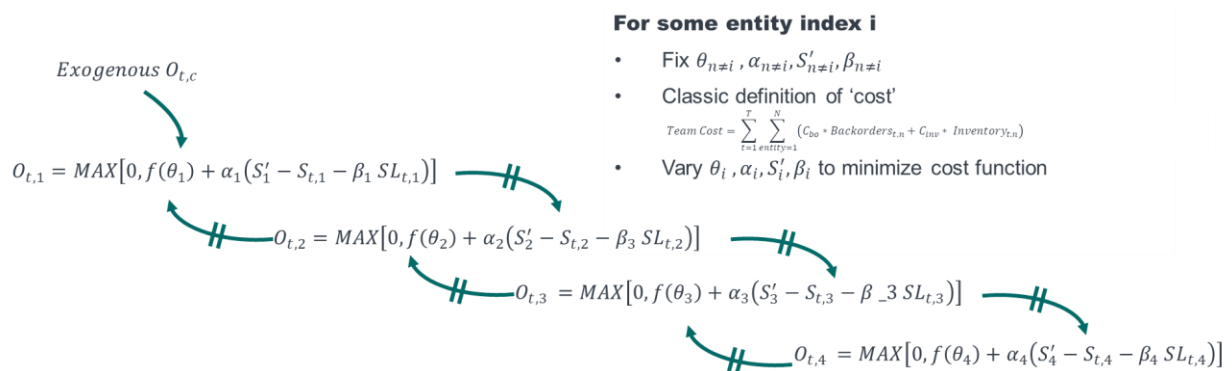 For some entity index i
• Fix θ_{n≠i} , α_{n≠i}, S'_{n≠i}, β_{n≠i}
• Classic definition of 'cost'
Team Cost = \sum_{t=1}^{T} \sum_{entity=1}^{N} (C_{bo} * Backorders_{t.n} + C_{inv} * Inventory_{t.n})
• Vary θ_i , α_i, S'_i, β_i to minimize cost function
Exogenous O_{t,c}
O_{t,1} = MAX[0, f(θ_1) + α_1(S'_1 − S_{t,1} − β_1 SL_{t,1})]
O_{t,2} = MAX[0, f(θ_2) + α_2(S'_2 − S_{t,2} − β_3 SL_{t,2})]
O_{t,3} = MAX[0, f(θ_3) + α_3(S'_3 − S_{t,3} − β _3 SL_{t,3})]
O_{t,4} = MAX[0, f(θ_4) + α_4(S'_4 − S_{t,4} − β_4 SL_{t,4})]